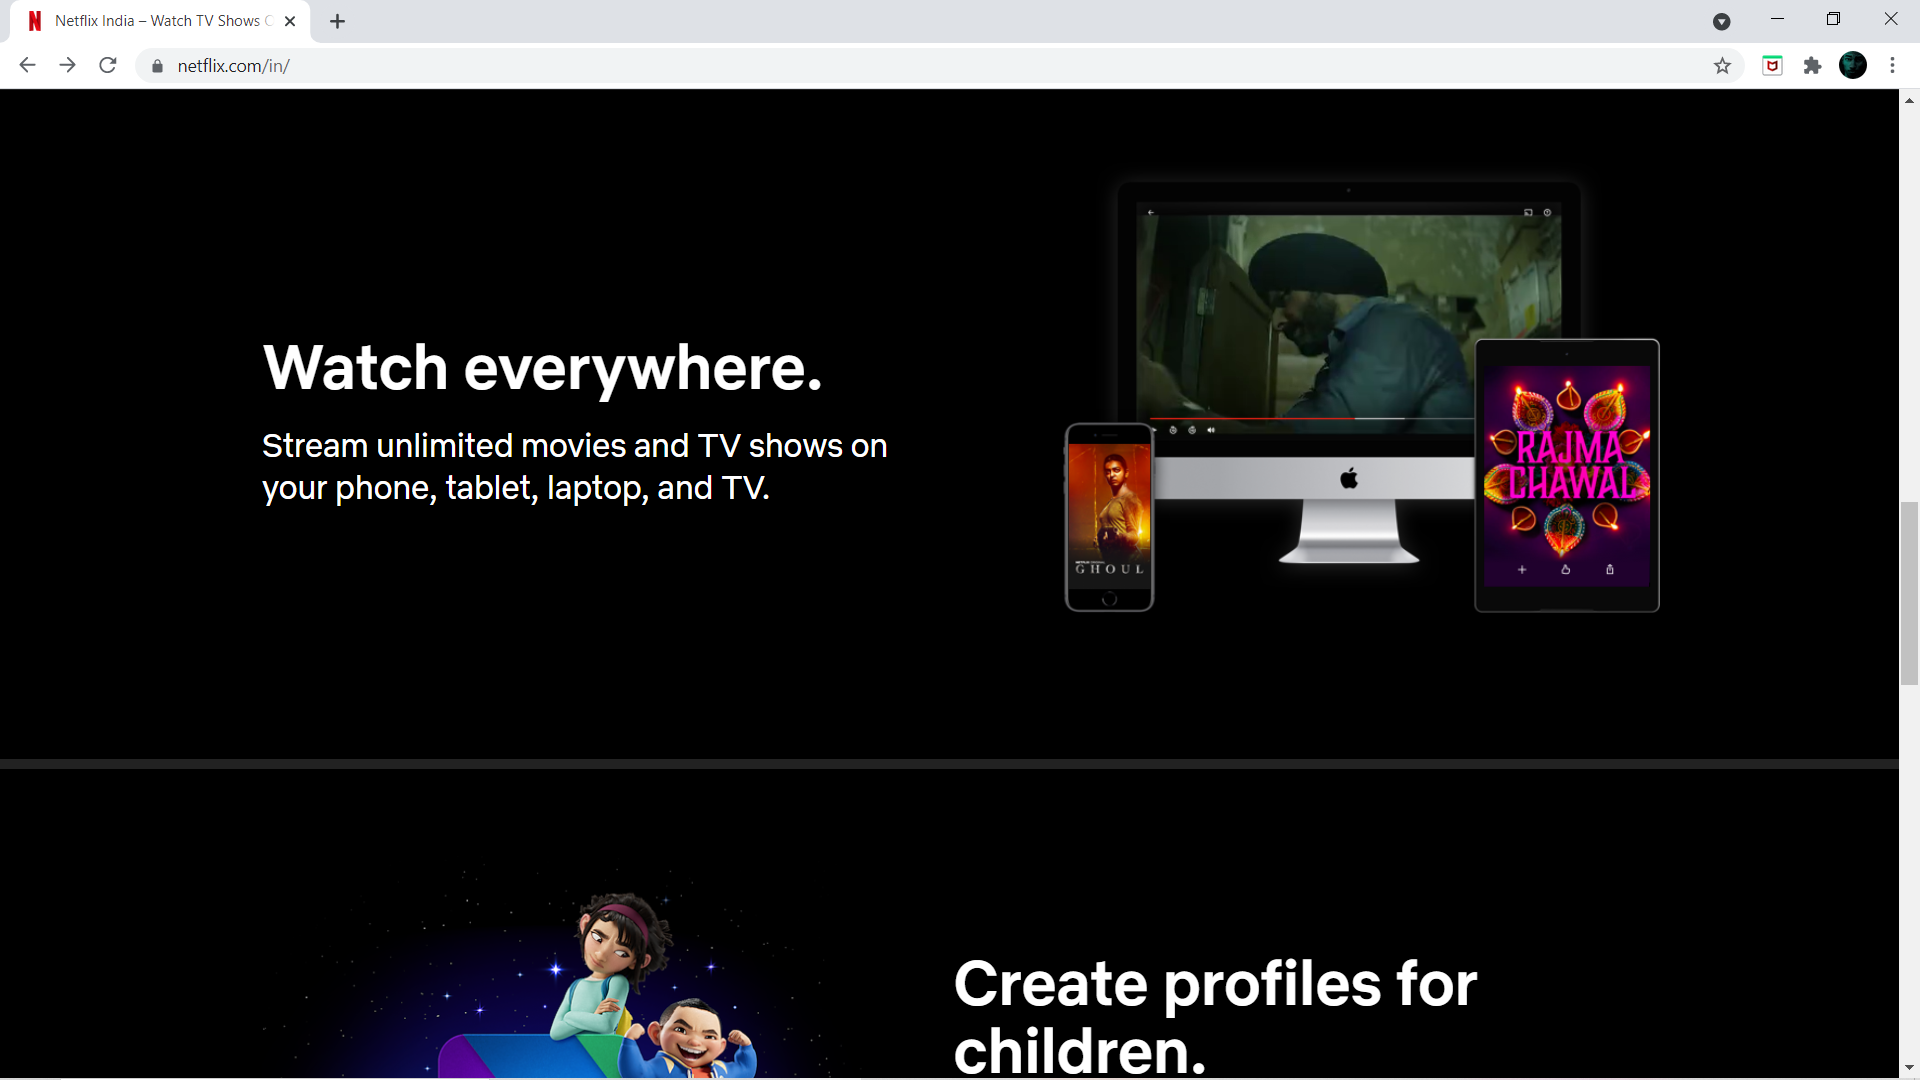 Netflix India – Watch TV Shows
netflix.com/in/
Watch everywhere.
Stream unlimited movies and TV shows on
your phone, tablet, laptop, and TV.
RAJMA
CHAWAL
GHOUL
Create profiles for
children.